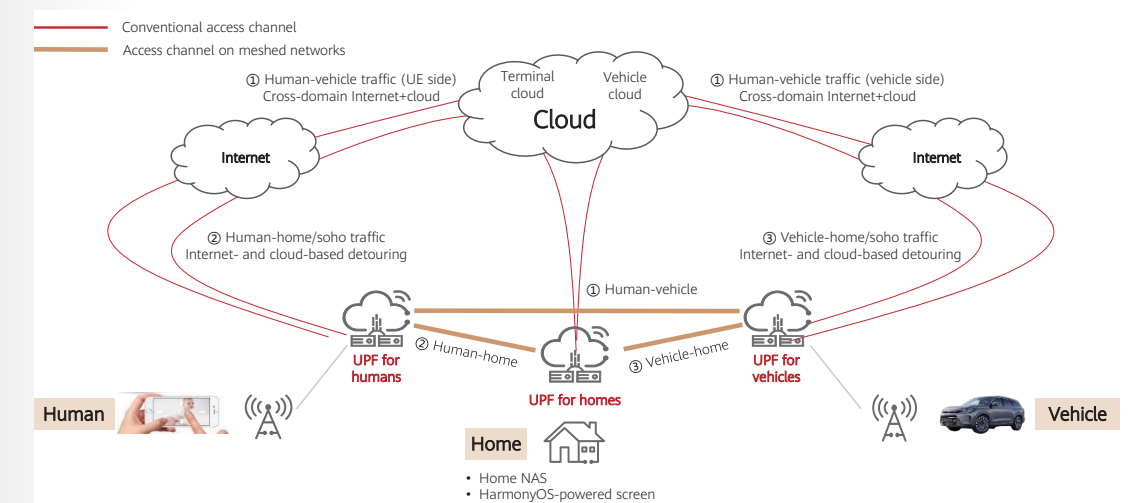 Conventional access channel
Access channel on meshed networks
① Human-vehicle traffic (UE side)
Cross-domain Internet+cloud
Terminal
cloud
Vehicle
cloud
Cloud
① Human-vehicle traffic (vehicle side)
Cross-domain Internet+cloud
Internet
Internet
② Human-home/soho traffic
Internet- and cloud-based detouring
③ Vehicle-home/soho traffic
Internet- and cloud-based detouring
① Human-vehicle
② Human-home
③ Vehicle-home
UPF for
humans
UPF for homes
UPF for
vehicles
Human
Home
Vehicle
• Home NAS
• HarmonyOS-powered screen